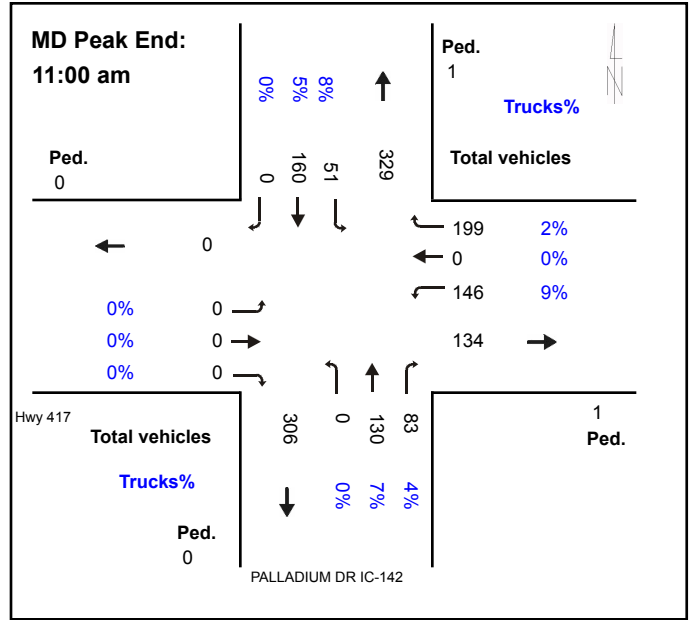 MD Peak End:
11:00 am
0%
5%
8%
Ped.
1
N
Trucks%
Ped.
0
0
160
51
329
Total vehicles
199 2%
0
0 0%
146 9%
0% 0
0% 0
134
0% 0
Hwy 417
Total vehicles
306
0
130
83
1
Ped.
Trucks%
0%
7%
4%
Ped.
0
PALLADIUM DR IC-142